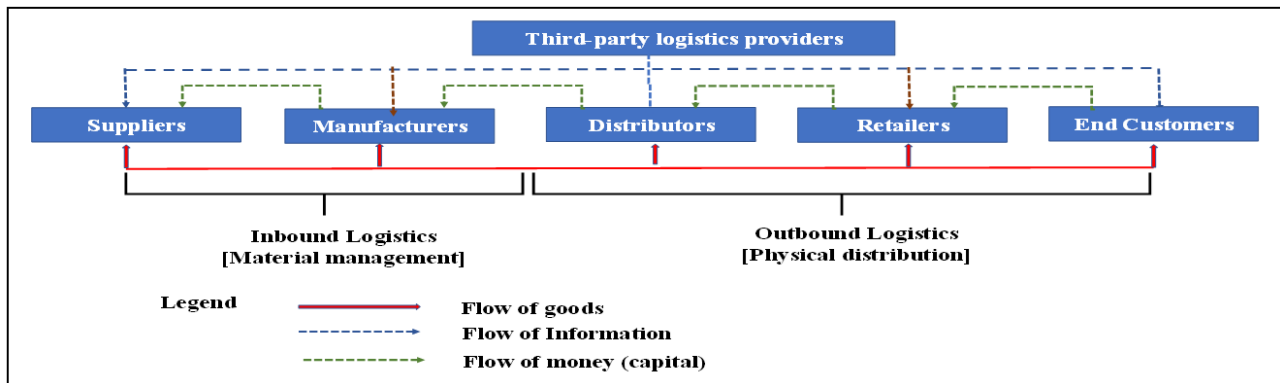 Third-party logistics providers
Suppliers
Manufacturers
Distributors
Retailers
End Customers
Inbound Logistics
[Material management]
Outbound Logistics
[Physical distribution]
Legend
Flow of goods
Flow of Information
Flow of money (capital)